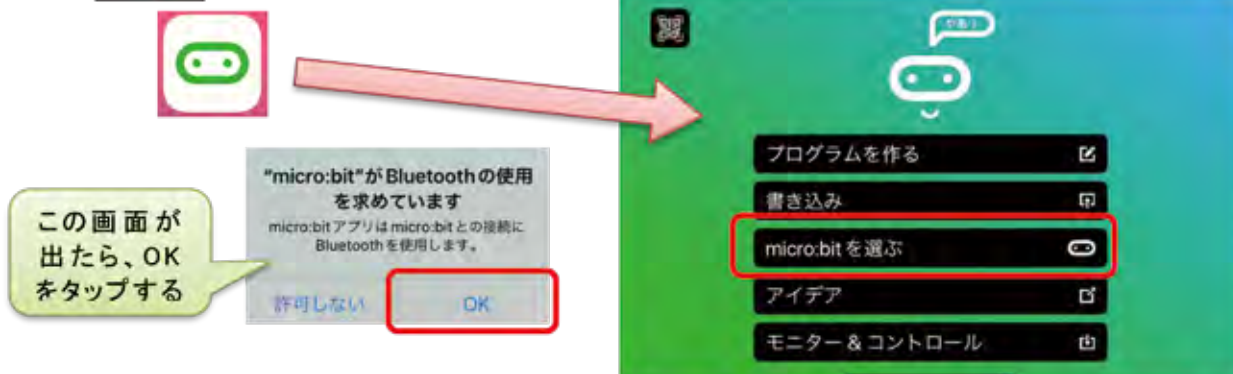 "micro:bit"がBluetoothの使用
を求めています
micro:bitアプリはmicro:bitとの接続に
Bluetoothを使用します。
許可しない
OK
この画面が
出たら、OK
をタップする
プログラムを作る
書き込み
micro:bitを選ぶ
アイデア
モニター&コントロール